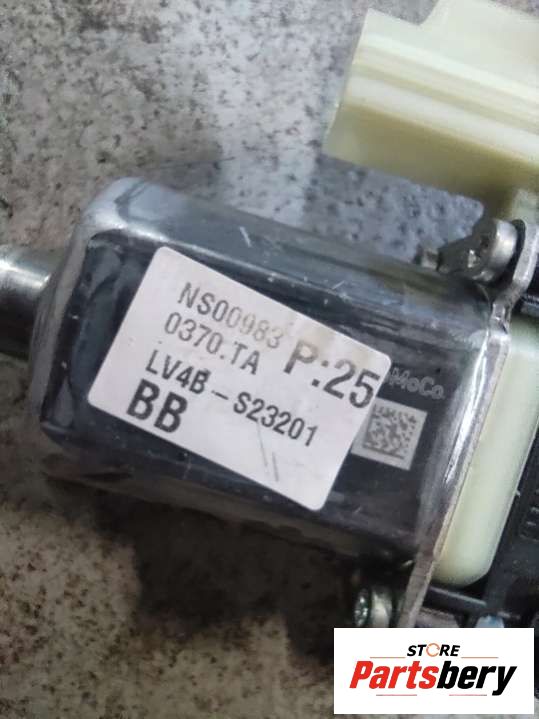 NS00983
0370.TA P:25
LV4B-S23201
BB
MoCo
STORE
Partsbery